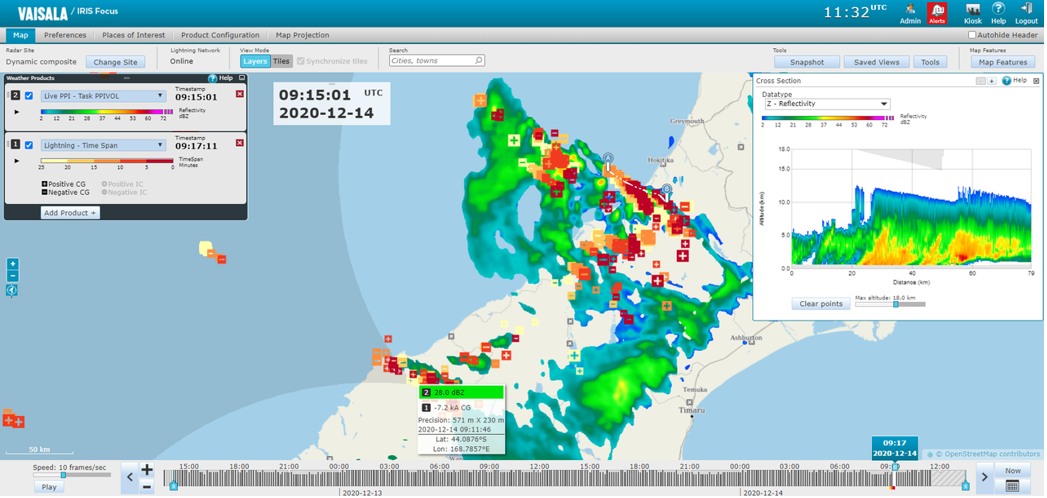 VAISALA / IRIS Focus
11:32 UTC
Admin
Alerts
Kiosk
Help
Logout
Map
Preferences
Places of Interest
Product Configuration
Map Projection
Autohide Header
Radar Site
Dynamic composite
Change Site
Lightning Network
Online
View Mode
Layers
Tiles
Synchronize tiles
Search
Cities, towns
Tools
Snapshot
Saved Views
Tools
Map Features
Map Features
Weather Products
Help
2
Live PPI - Task PPIVOL
Timestamp
09:15:01
2 12 21 31 41 50 60 72
Reflectivity
dBZ
1
Lightning - Time Span
Timestamp
09:17:11
25 20 15 10 5 0
TimeSpan
Minutes
Positive CG
Positive IC
Negative CG
Negative IC
Add Product +
09:15:01 UTC
2020-12-14
Greymouth
Hokitika
A
B
Ashburton
Temuka
Timaru
Cross Section
Help
Datatype
Z - Reflectivity
2 12 21 31 41 50 60 72
Reflectivity
dBZ
18.0
15.0
10.0
5.0
0.0
Altitude (km)
0 20 40 60 79
Distance (km)
Clear points
Max altitude: 18.0 km
2 28.0 dBZ
1 -7.2 kA CG
Precision: 571 m X 230 m
2020-12-14 09:11:46
Lat: 44.0876°S
Lon: 168.7857°E
50 km
09:17
2020-12-14
© OpenStreetMap contributors
Speed: 10 frames/sec
Play
15:00 18:00 21:00 00:00 03:00 06:00 09:00 12:00 15:00 18:00 21:00 00:00 03:00 06:00 09:00 12:00
2020-12-13
2020-12-14
Now